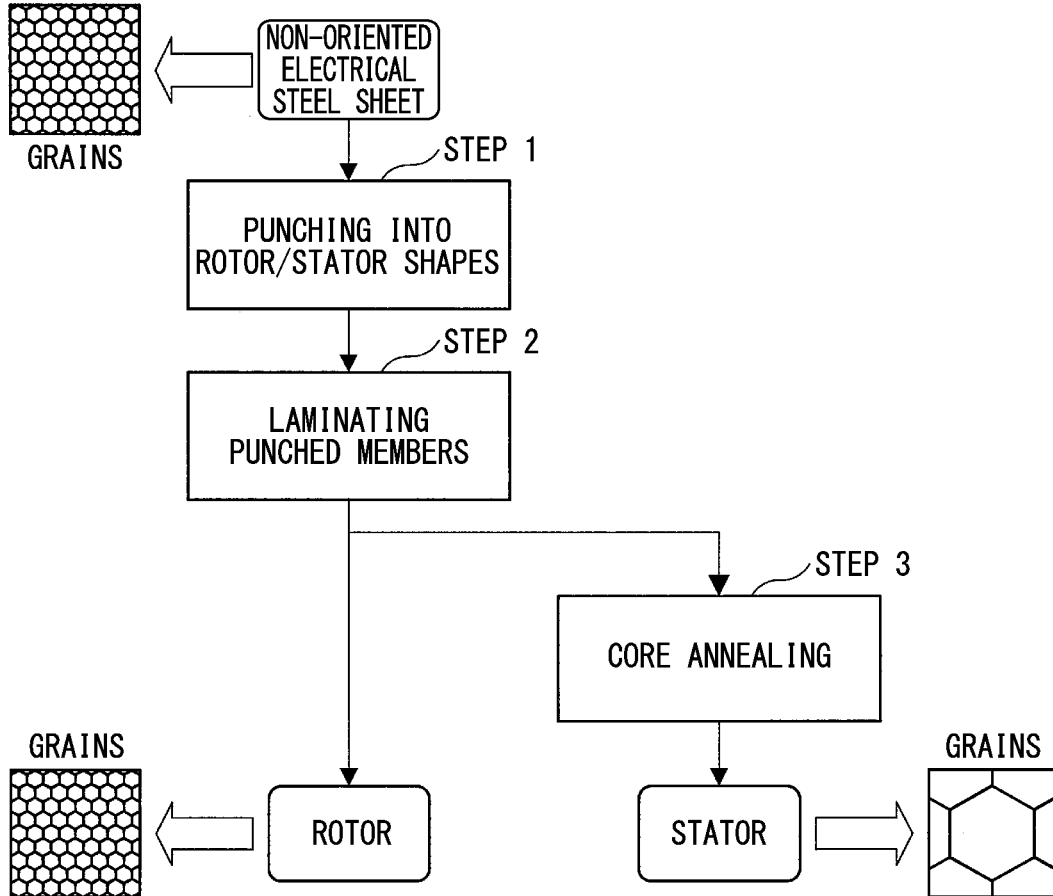 NON-ORIENTED
ELECTRICAL
STEEL SHEET
GRAINS
STEP 1
PUNCHING INTO
ROTOR/STATOR SHAPES
STEP 2
LAMINATING
PUNCHED MEMBERS
STEP 3
CORE ANNEALING
GRAINS
ROTOR
STATOR
GRAINS